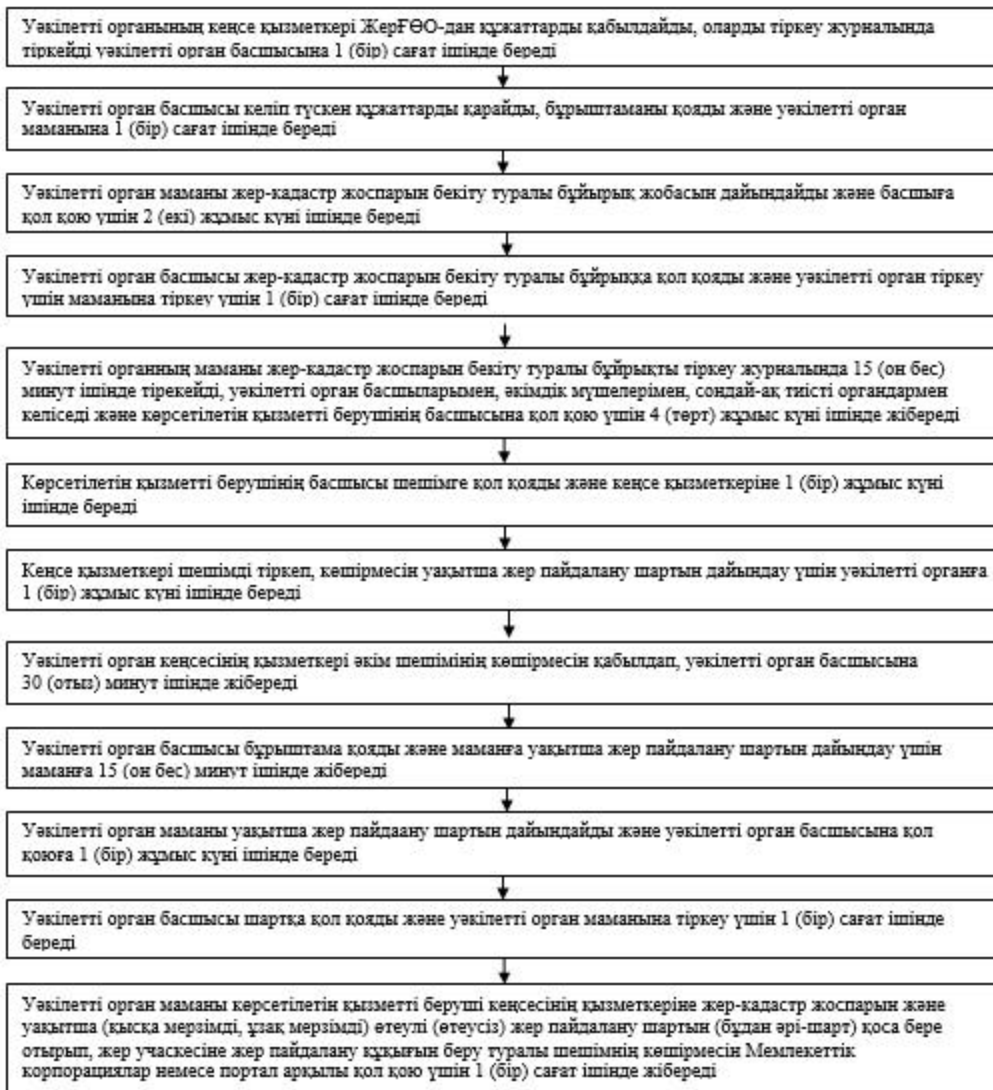 Уәкілетті органының кеңсе қызметкері ЖерҒӨО-дан құжаттарды қабылдайды, оларды тіркеу журналында
тіркейді уәкілетті орган басшысына 1 (бір) сағат ішінде береді
Уәкілетті орган басшысы келіп түскен құжаттарды қарайды, бұрыштаманы қояды және уәкілетті орган
маманына 1 (бір) сағат ішінде береді
Уәкілетті орган маманы жер-кадастр жоспарын бекіту туралы бұйырық жобасын дайындайды және басшыға
қол қою үшін 2 (екі) жұмыс күні ішінде береді
Уәкілетті орган басшысы жер-кадастр жоспарын бекіту туралы бұйрыққа қол қояды және уәкілетті орган тіркеу
үшін маманына тіркеу үшін 1 (бір) сағат ішінде береді
Уәкілетті органның маманы жер-кадастр жоспарын бекіту туралы бұйрықты тіркеу журналында 15 (он бес)
минут ішінде тірекейді, уәкілетті орган басшыларымен, әкімдік мүшелерімен, сондай-ақ тиісті органдармен
келіседі және көрсетілетін қызметті берушінің басшысына қол қою үшін 4 (төрт) жұмыс күні ішінде жібереді
Көрсетілетін қызметті берушінің басшысы шешімге қол қояды және кеңсе қызметкеріне 1 (бір) жұмыс күні
ішінде береді
Кеңсе қызметкері шешімді тіркеп, көшірмесін уақытша жер пайдалану шартын дайындау үшін уәкілетті органға
1 (бір) жұмыс күні ішінде береді
Уәкілетті орган кеңсесінің қызметкері әкім шешімінің көшірмесін қабылдап, уәкілетті орган басшысына
30 (отыз) минут ішінде жібереді
Уәкілетті орган басшысы бұрыштама қояды және маманға уақытша жер пайдалану шартын дайындау үшін
маманға 15 (он бес) минут ішінде жібереді
Уәкілетті орган маманы уақытша жер пайдаану шартын дайындайды және уәкілетті орган басшысына қол
қоюға 1 (бір) жұмыс күні ішінде береді
Уәкілетті орган басшысы шартқа қол қояды және уәкілетті орган маманына тіркеу үшін 1 (бір) сағат ішінде
береді
Уәкілетті орган маманы көрсетілетін қызметті беруші кеңсесінің қызметкеріне жер-кадастр жоспарын және
уақытша (қысқа мерзімді, ұзақ мерзімді) өтеулі (өтеусіз) жер пайдалану шартын (бұдан әрі-шарт) қоса бере
отырып, жер учаскесіне жер пайдалану құқығын беру туралы шешімнің көшірмесін Мемлекеттік
корпорациялар немесе портал арқылы қол қою үшін 1 (бір) сағат ішінде жібереді